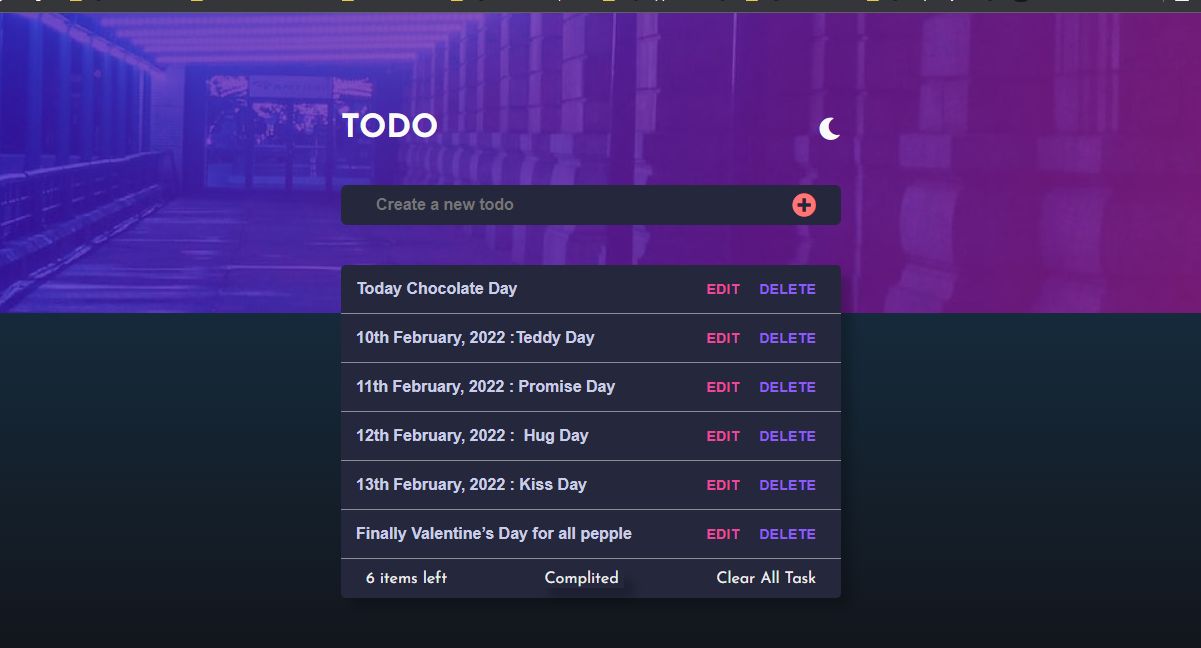 TODO
Create a new todo
Today Chocolate Day EDIT DELETE
10th February, 2022 :Teddy Day EDIT DELETE
11th February, 2022 : Promise Day EDIT DELETE
12th February, 2022 :  Hug Day EDIT DELETE
13th February, 2022 : Kiss Day EDIT DELETE
Finally Valentine’s Day for all pepple EDIT DELETE
6 items left Complited Clear All Task